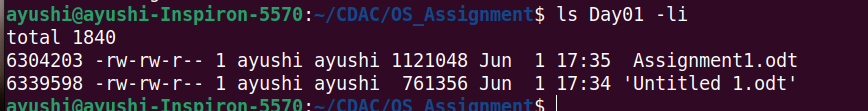 ayushi@ayushi-Inspiron-5570:~/CDAC/OS_Assignment$ ls Day01 -li
total 1840
6304203 -rw-rw-r-- 1 ayushi ayushi 1121048 Jun  1 17:35  Assignment1.odt
6339598 -rw-rw-r-- 1 ayushi ayushi  761356 Jun  1 17:34 'Untitled 1.odt'
ayushi@ayushi-Inspiron-5570:~/CDAC/OS_Assignment$